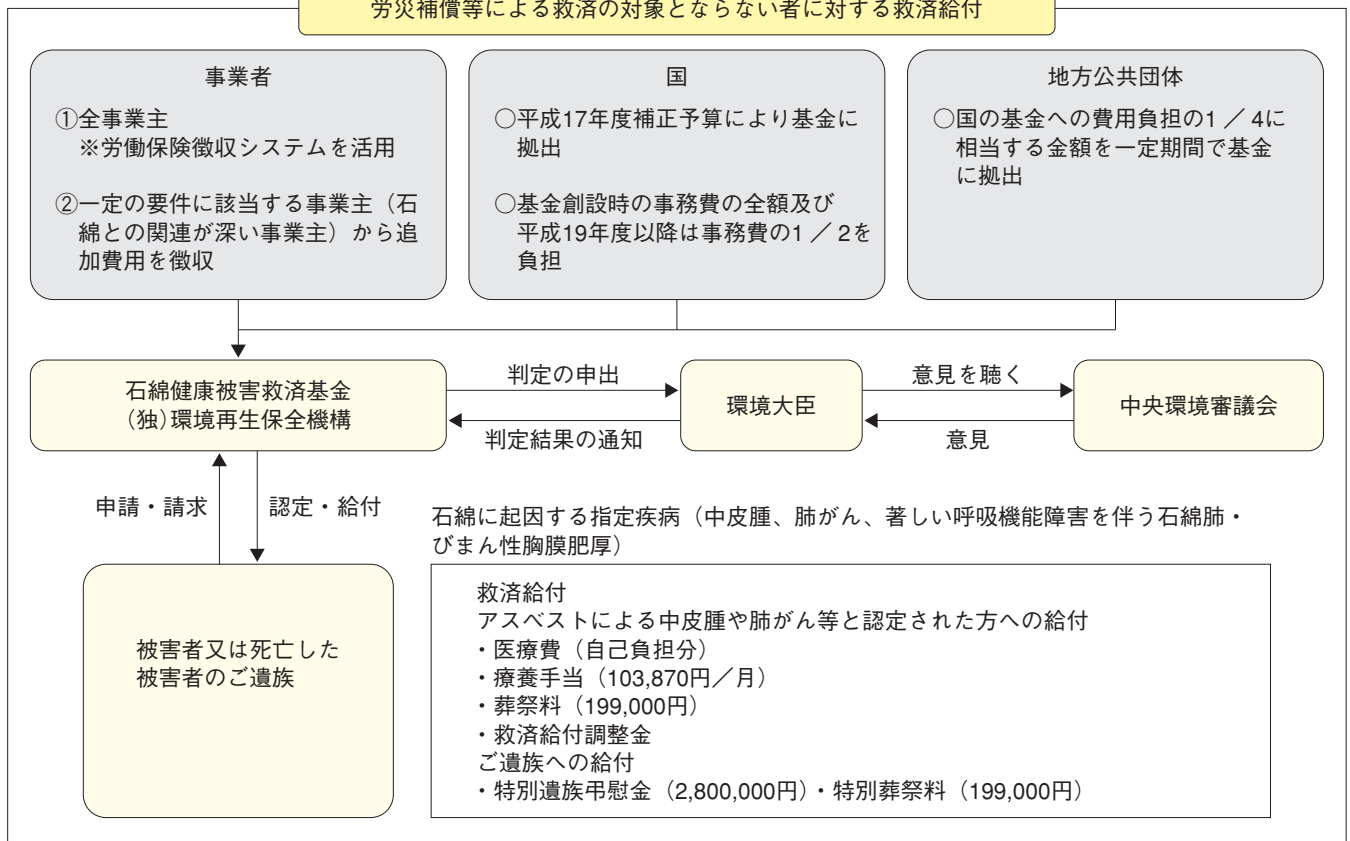 労災補償等による救済の対象とならない者に対する救済給付
事業者
①全事業主
※労働保険徴収システムを活用
②一定の要件に該当する事業主（石
綿との関連が深い事業主）から追
加費用を徴収
国
○平成17年度補正予算により基金に
拠出
○基金創設時の事務費の全額及び
平成19年度以降は事務費の1／2を
負担
地方公共団体
○国の基金への費用負担の1／4に
相当する金額を一定期間で基金
に拠出
石綿健康被害救済基金
（独）環境再生保全機構
判定の申出
判定結果の通知
環境大臣
意見を聴く
意見
中央環境審議会
申請・請求
認定・給付
被害者又は死亡した
被害者のご遺族
石綿に起因する指定疾病（中皮腫、肺がん、著しい呼吸機能障害を伴う石綿肺・
びまん性胸膜肥厚）
救済給付
アスベストによる中皮腫や肺がん等と認定された方への給付
・医療費（自己負担分）
・療養手当（103,870円／月）
・葬祭料（199,000円）
・救済給付調整金
ご遺族への給付
・特別遺族弔慰金（2,800,000円）・特別葬祭料（199,000円）